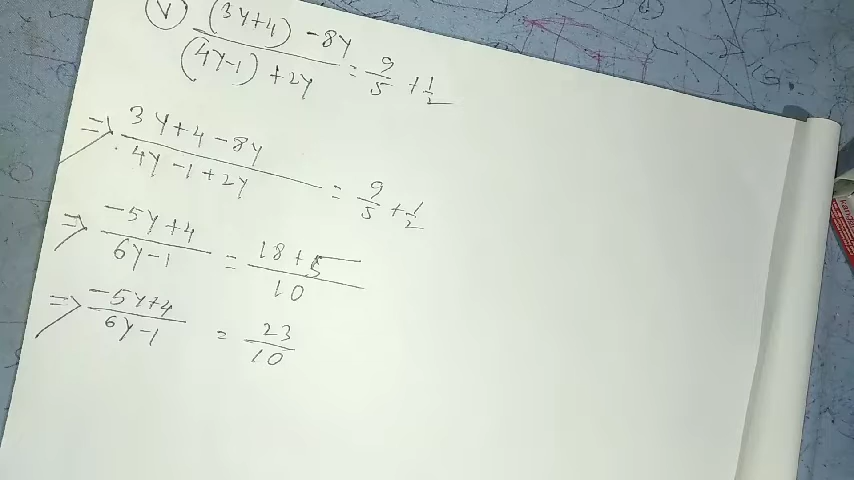 (V) (3Y+4) - 8Y / (4Y-1) + 2Y = 9/5 + 1/2
⇒ 3Y+4-8Y / 4Y-1+2Y = 9/5 + 1/2
⇒ -5Y+4 / 6Y-1 = 18+5 / 10
⇒ -5Y+4 / 6Y-1 = 23/10